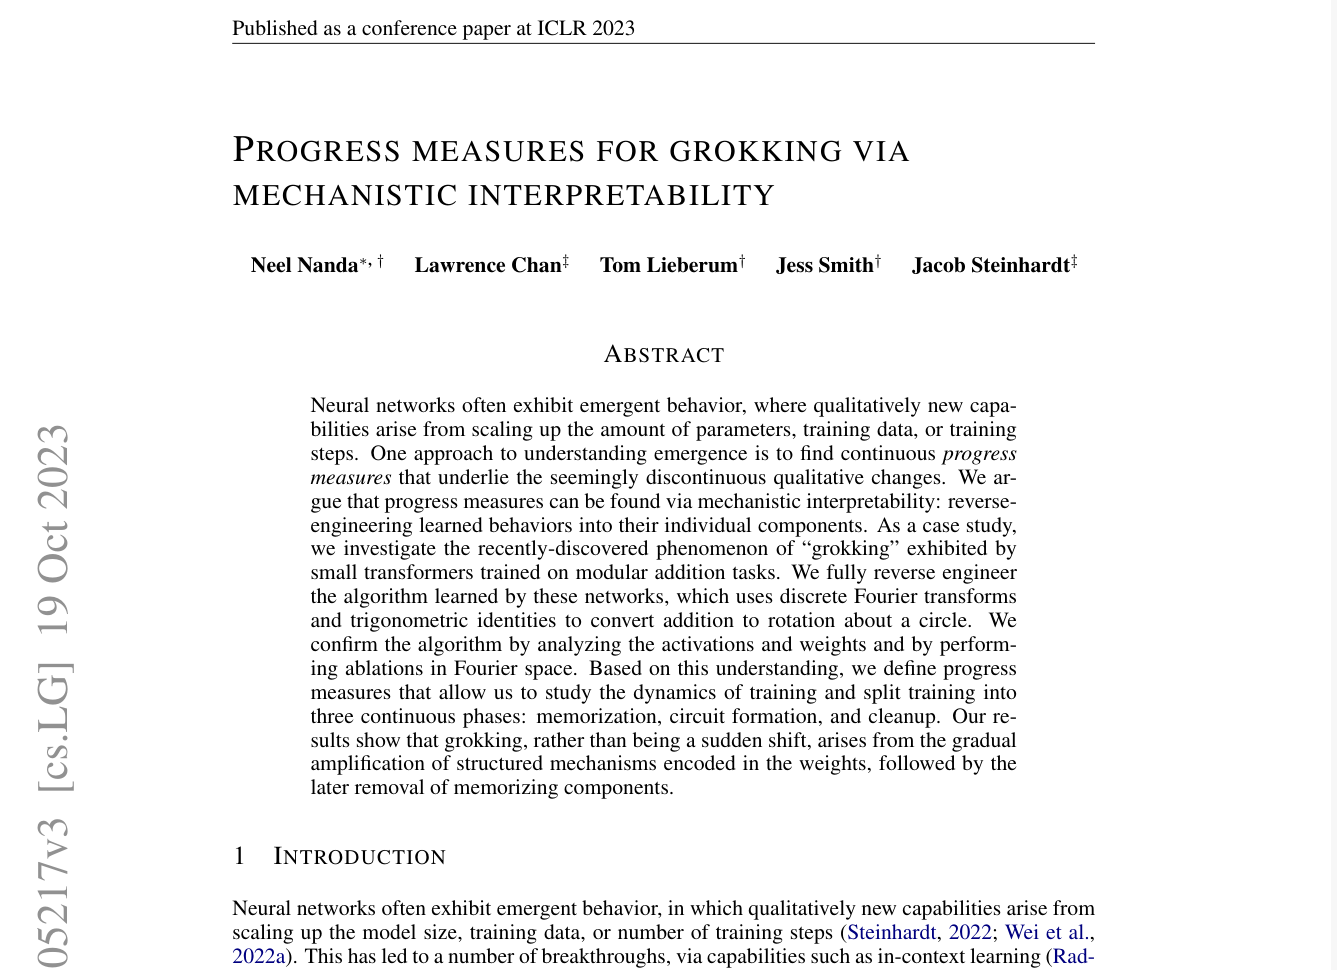 Published as a conference paper at ICLR 2023
PROGRESS MEASURES FOR GROKKING VIA
MECHANISTIC INTERPRETABILITY
Neel Nanda*, † Lawrence Chan‡ Tom Lieberum† Jess Smith† Jacob Steinhardt‡
ABSTRACT
Neural networks often exhibit emergent behavior, where qualitatively new capa-
bilities arise from scaling up the amount of parameters, training data, or training
steps. One approach to understanding emergence is to find continuous progress
measures that underlie the seemingly discontinuous qualitative changes. We ar-
gue that progress measures can be found via mechanistic interpretability: reverse-
engineering learned behaviors into their individual components. As a case study,
we investigate the recently-discovered phenomenon of “grokking” exhibited by
small transformers trained on modular addition tasks. We fully reverse engineer
the algorithm learned by these networks, which uses discrete Fourier transforms
and trigonometric identities to convert addition to rotation about a circle. We
confirm the algorithm by analyzing the activations and weights and by perform-
ing ablations in Fourier space. Based on this understanding, we define progress
measures that allow us to study the dynamics of training and split training into
three continuous phases: memorization, circuit formation, and cleanup. Our re-
sults show that grokking, rather than being a sudden shift, arises from the gradual
amplification of structured mechanisms encoded in the weights, followed by the
later removal of memorizing components.
1 INTRODUCTION
Neural networks often exhibit emergent behavior, in which qualitatively new capabilities arise from
scaling up the model size, training data, or number of training steps (Steinhardt, 2022; Wei et al.,
2022a). This has led to a number of breakthroughs, via capabilities such as in-context learning (Rad-
05217v3 [cs.LG] 19 Oct 2023